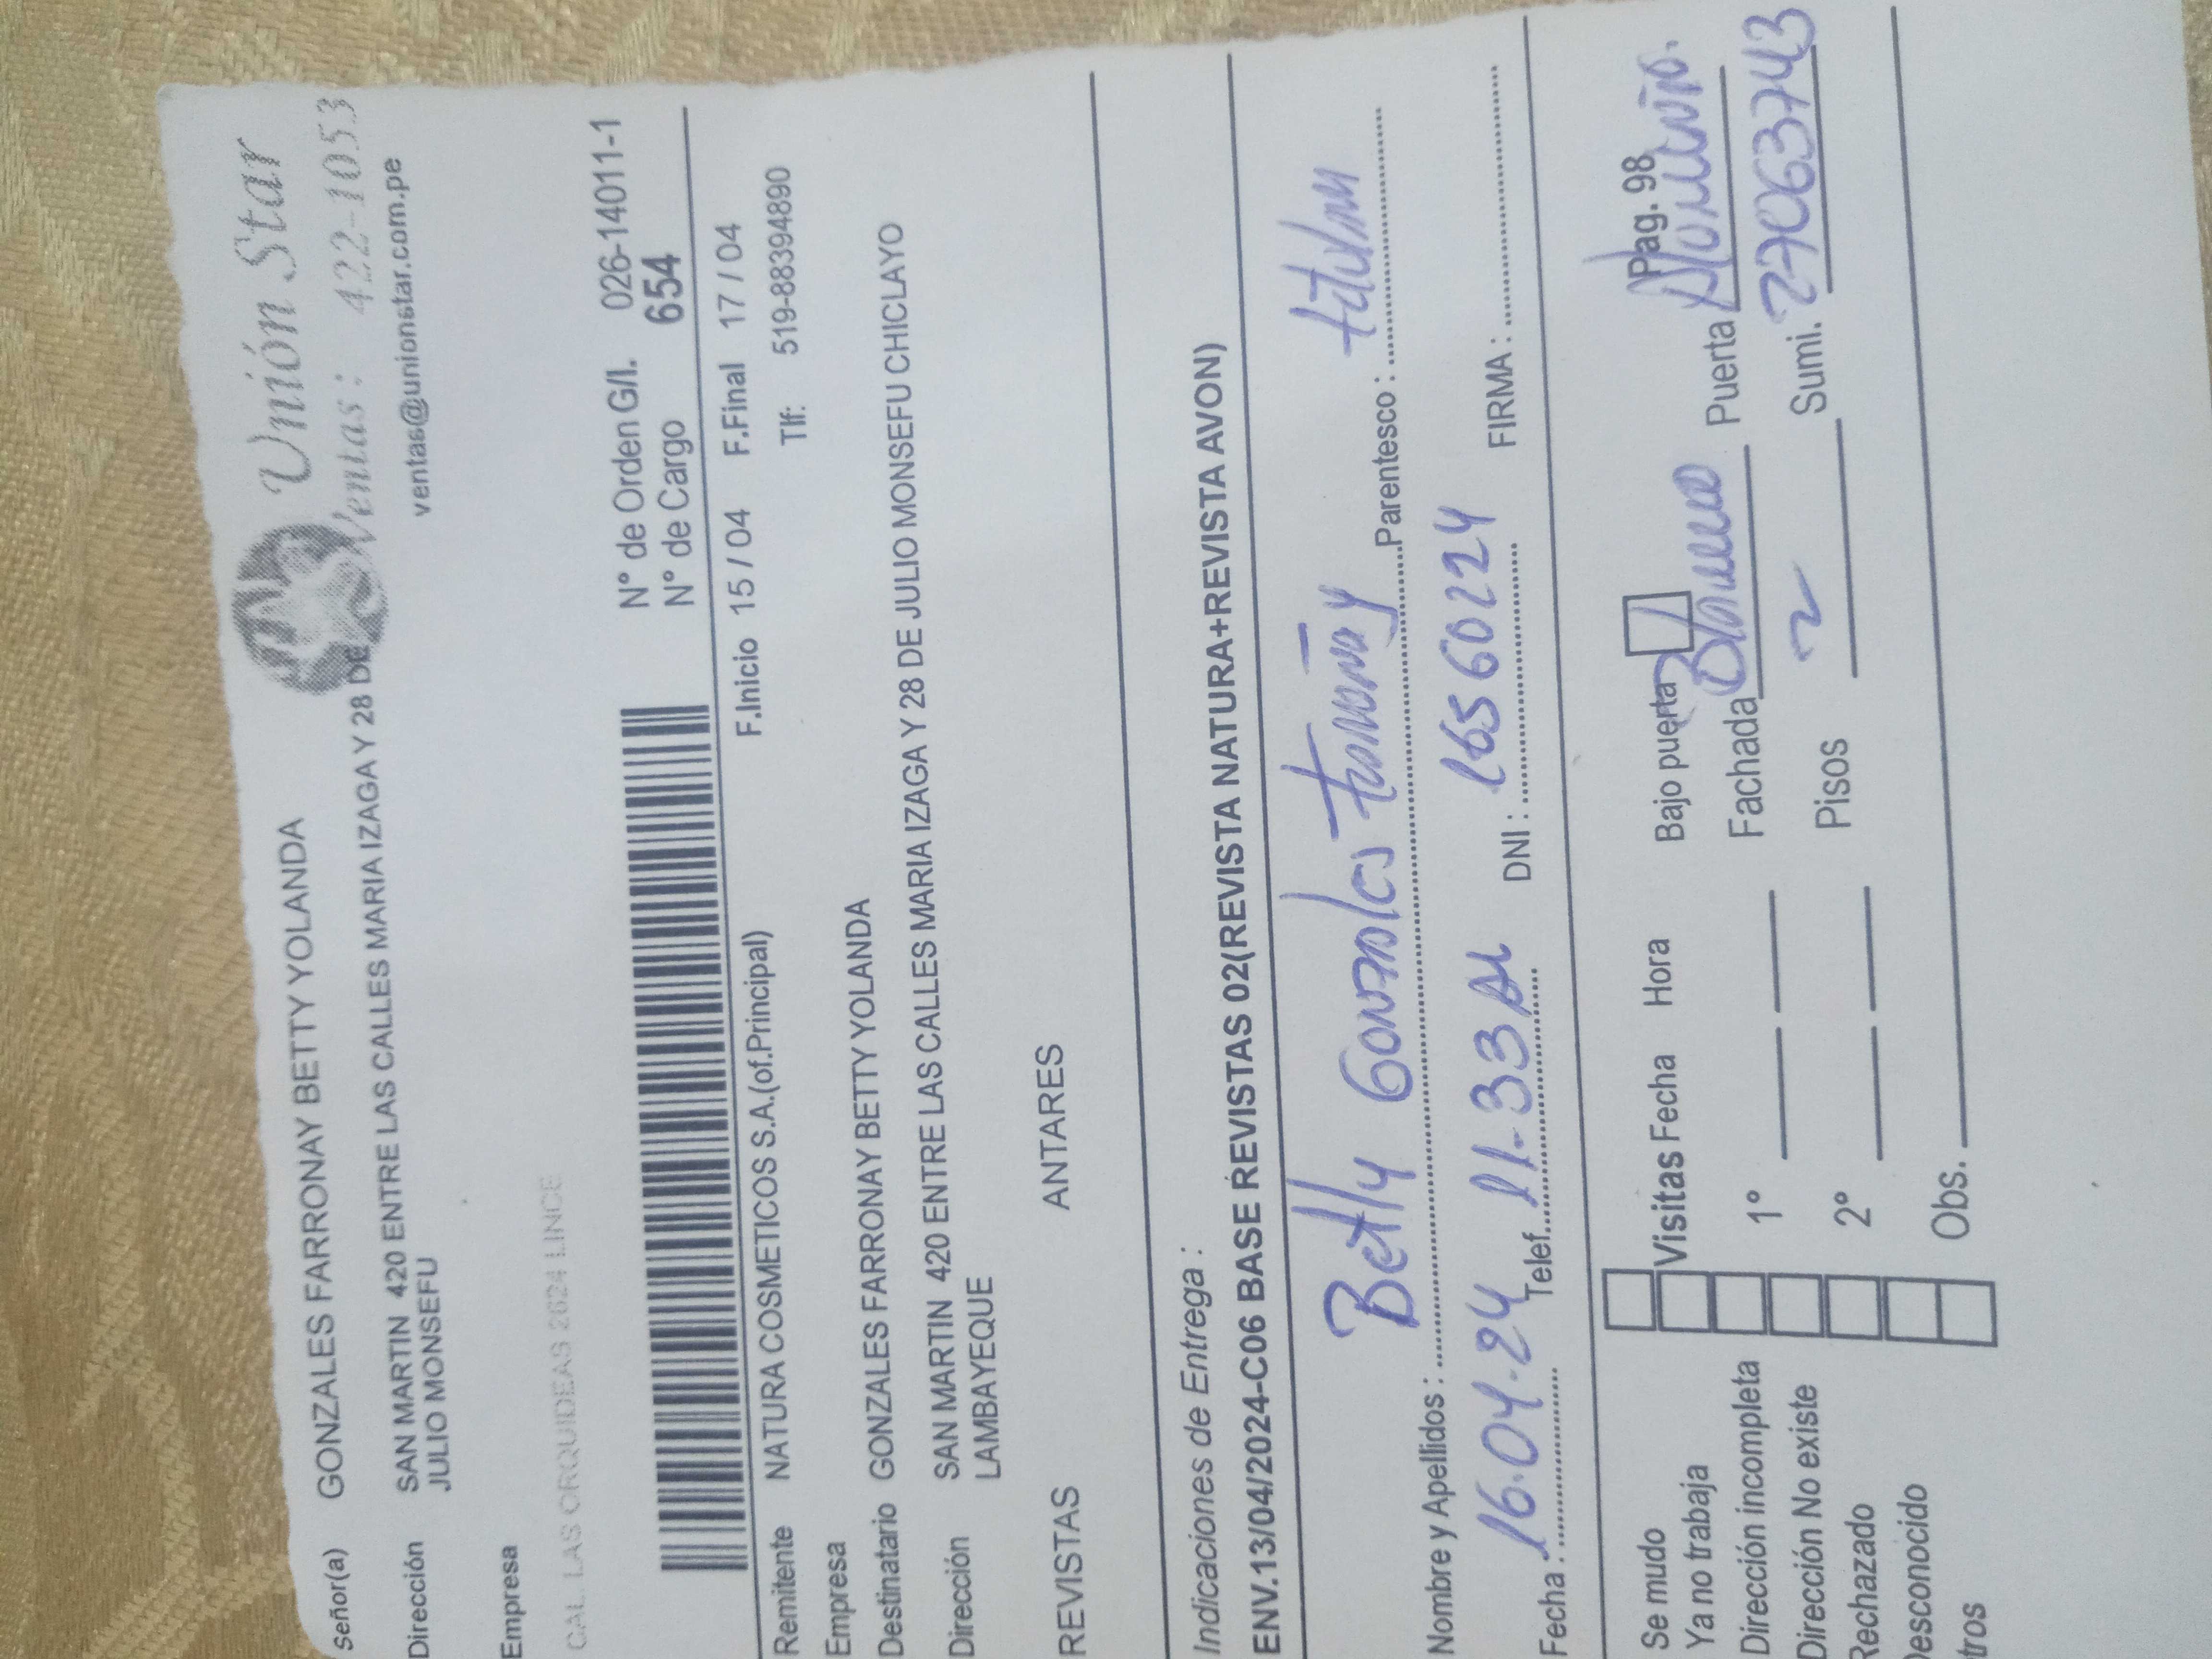 Unión Star
Ventas: 422-1053
ventas@unionstar.com.pe
Señor(a) GONZALES FARRONAY BETTY YOLANDA
Dirección SAN MARTIN 420 ENTRE LAS CALLES MARIA IZAGA Y 28 DE
JULIO MONSEFU
Empresa
CAL. LAS ORQUIDEAS 2624 LINCE
N° de Orden G/I. 026-14011-1
N° de Cargo 654
F.Inicio 15 / 04 F.Final 17 / 04
Remitente NATURA COSMETICOS S.A.(of.Principal) Tlf: 519-88394890
Empresa
Destinatario GONZALES FARRONAY BETTY YOLANDA
Dirección SAN MARTIN 420 ENTRE LAS CALLES MARIA IZAGA Y 28 DE JULIO MONSEFU CHICLAYO
LAMBAYEQUE
REVISTAS ANTARES
Indicaciones de Entrega :
ENV.13/04/2024-C06 BASE REVISTAS 02(REVISTA NATURA+REVISTA AVON)
Nombre y Apellidos : Betty Gonzales Parentesco : titular
Fecha : 16.04.24 Telef. 11.33 DNI : 16560224 FIRMA :
Pag. 98
Se mudo
Ya no trabaja Visitas Fecha Hora Bajo puerta
Dirección incompleta 1° Fachada Blanco Puerta
Dirección No existe
Rechazado 2° Pisos 2 Sumi. 27063743
Desconocido
tros Obs.